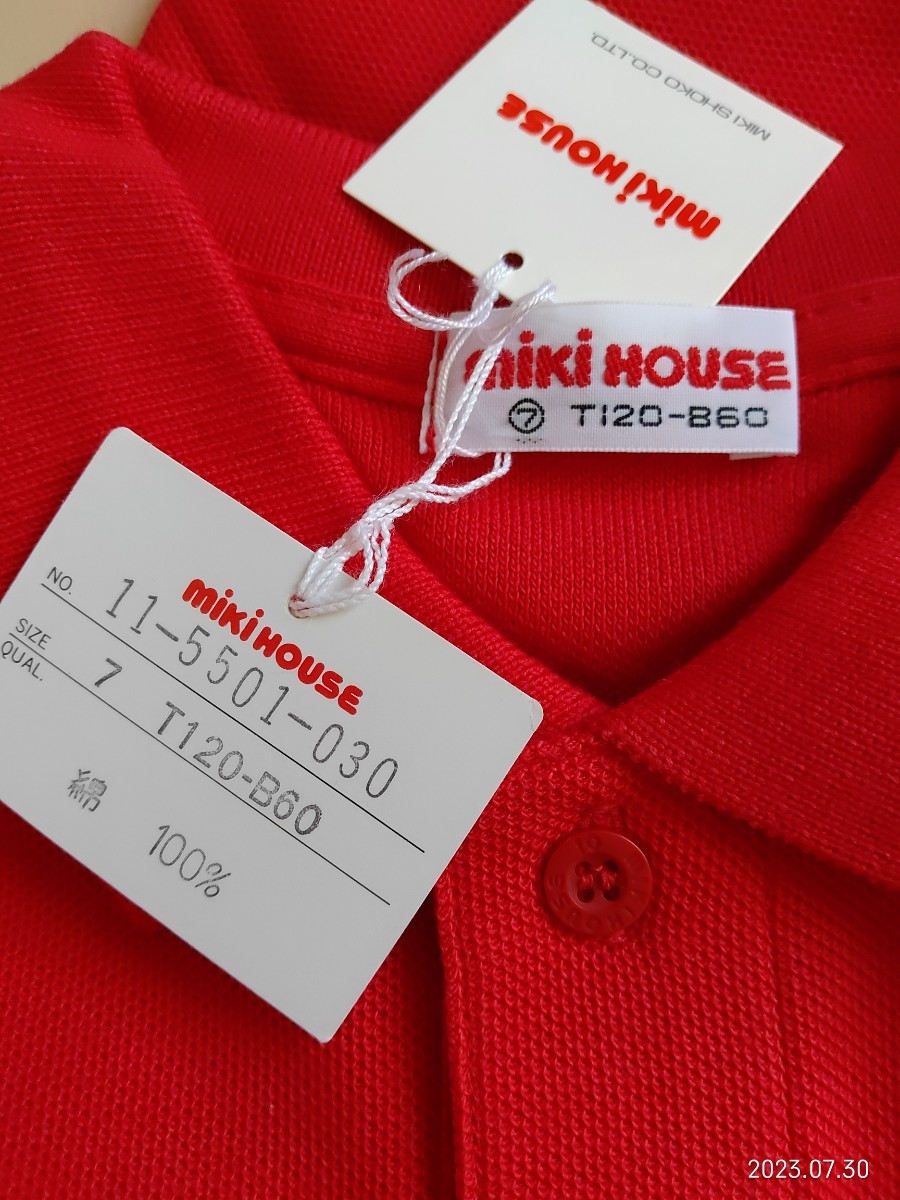 MIKI SHOKO CO.,LTD.
miki HOUSE
miki HOUSE
⑦ T120-B60
miki HOUSE
NO. 11-5501-030
SIZE 7 T120-B60
QUAL.
綿 100%
2023.07.30